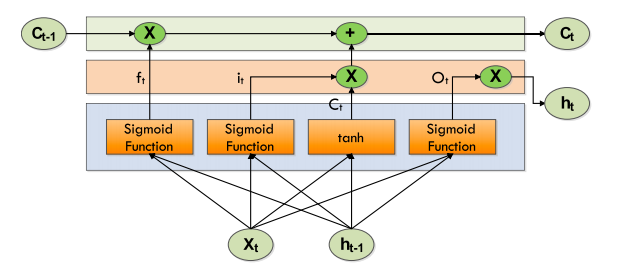 Ct-1
X
+
Ct
ft
it
X
Ot
X
Ct
ht
Sigmoid
Function
Sigmoid
Function
tanh
Sigmoid
Function
Xt
ht-1